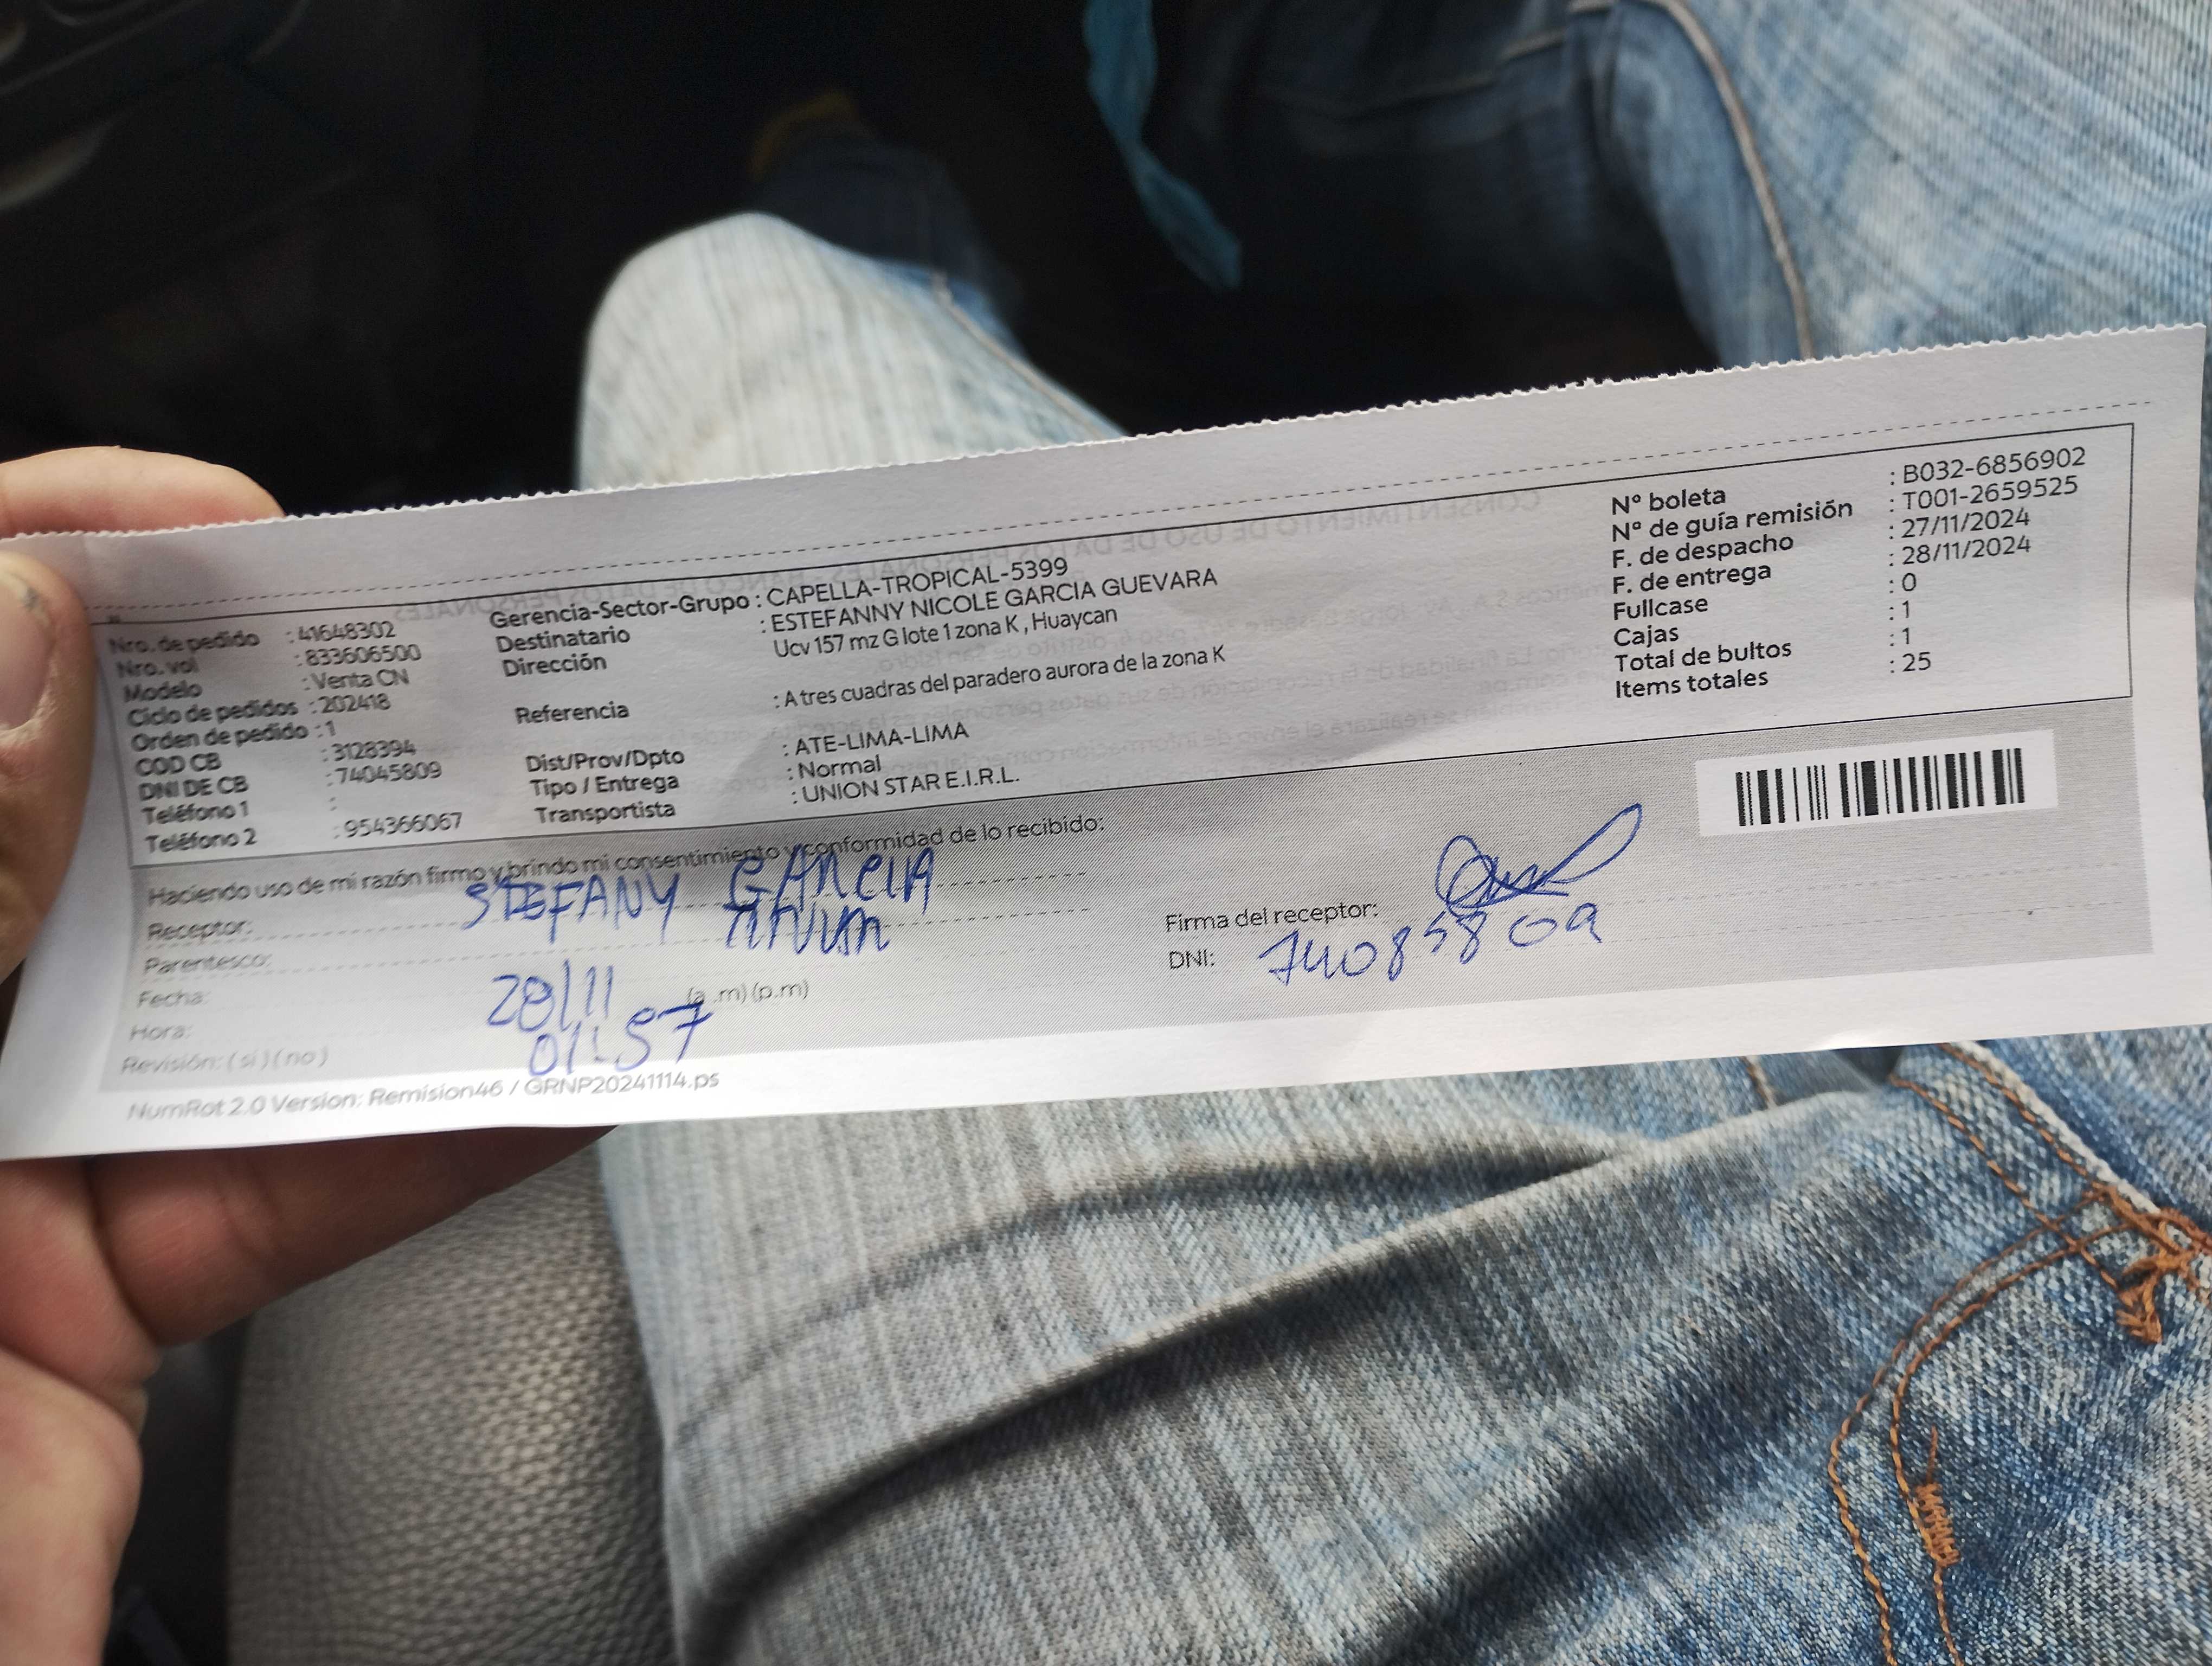 Nro. de pedido : 41648302
Nro. vol : 833606500
Modelo : Venta CN
Ciclo de pedidos : 202418
Orden de pedido : 1
COD CB : 3128394
DNI DE CB : 74045809
Teléfono 1 :
Teléfono 2 : 954366067
Gerencia-Sector-Grupo : CAPELLA-TROPICAL-5399
Destinatario : ESTEFANNY NICOLE GARCIA GUEVARA
Dirección Ucv 157 mz G lote 1 zona K , Huaycan
Referencia : A tres cuadras del paradero aurora de la zona K
Dist/Prov/Dpto : ATE-LIMA-LIMA
Tipo / Entrega : Normal
Transportista : UNION STAR E.I.R.L.
N° boleta : B032-6856902
N° de guía remisión : T001-2659525
F. de despacho : 27/11/2024
F. de entrega : 28/11/2024
Fullcase : 0
Cajas : 1
Total de bultos : 1
Items totales : 25
Haciendo uso de mi razón firmo y brindo mi consentimiento y conformidad de lo recibido:
Receptor: STEFANY GARCIA
Parentesco:
Fecha: 28/11
Hora: 01:57 (a .m) (p.m)
Revisión: ( si ) ( no )
Firma del receptor:
DNI:
NumRot 2.0 Version: Remision46 / GRNP20241114.ps